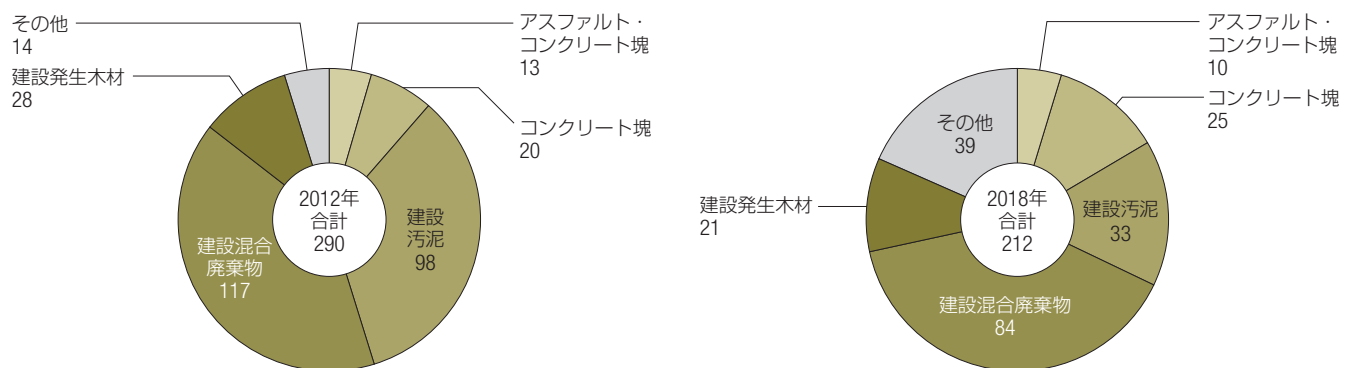 その他
14
建設発生木材
28
アスファルト・
コンクリート塊
13
コンクリート塊
20
建設
汚泥
98
建設混合
廃棄物
117
2012年
合計
290
アスファルト・
コンクリート塊
10
コンクリート塊
25
建設汚泥
33
建設混合廃棄物
84
建設発生木材
21
その他
39
2018年
合計
212